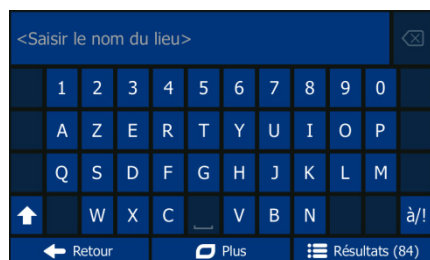 <Saisir le nom du lieu>
1 2 3 4 5 6 7 8 9 0
A Z E R T Y U I O P
Q S D F G H J K L M
W X C V B N à/!
Retour Plus Résultats (84)